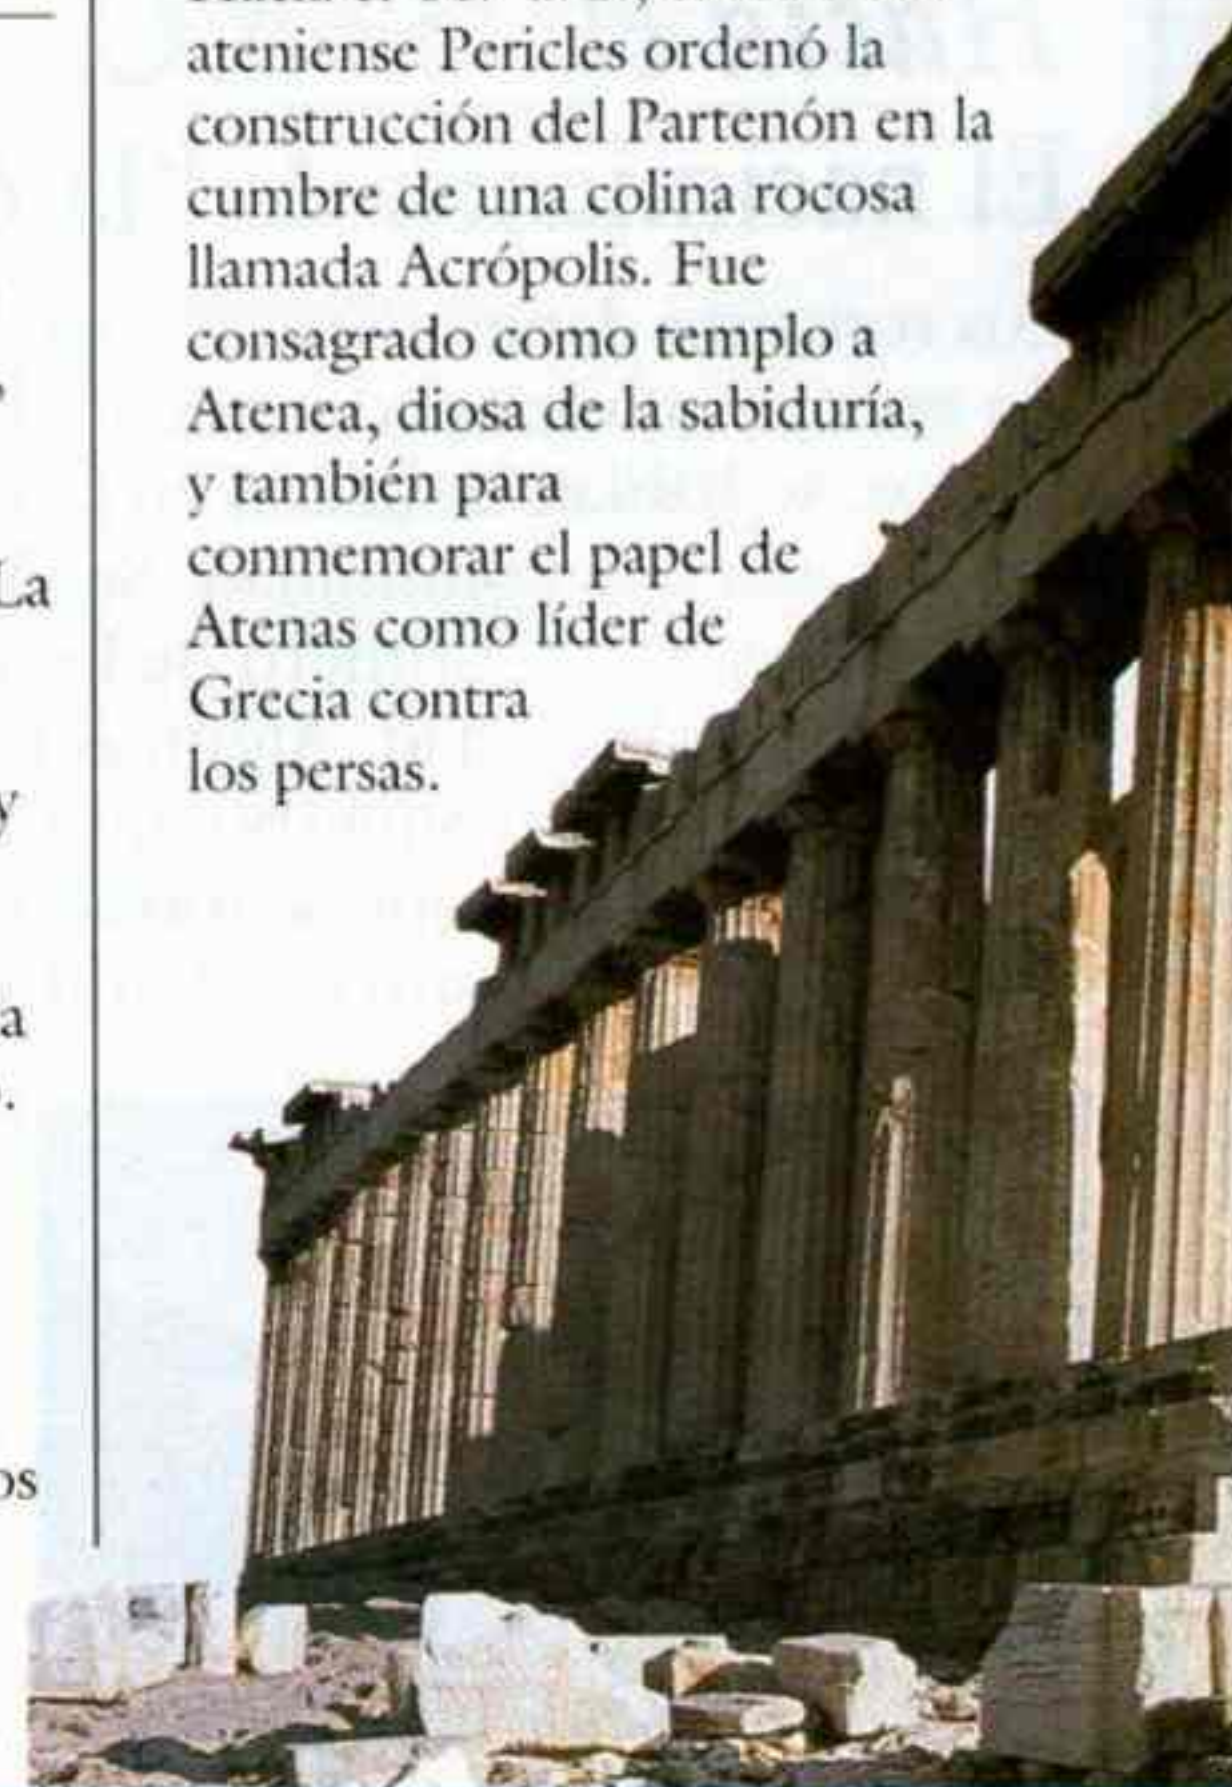 La
y
a
os
ateniense Pericles ordenó la
construcción del Partenón en la
cumbre de una colina rocosa
llamada Acrópolis. Fue
consagrado como templo a
Atenea, diosa de la sabiduría,
y también para
conmemorar el papel de
Atenas como líder de
Grecia contra
los persas.